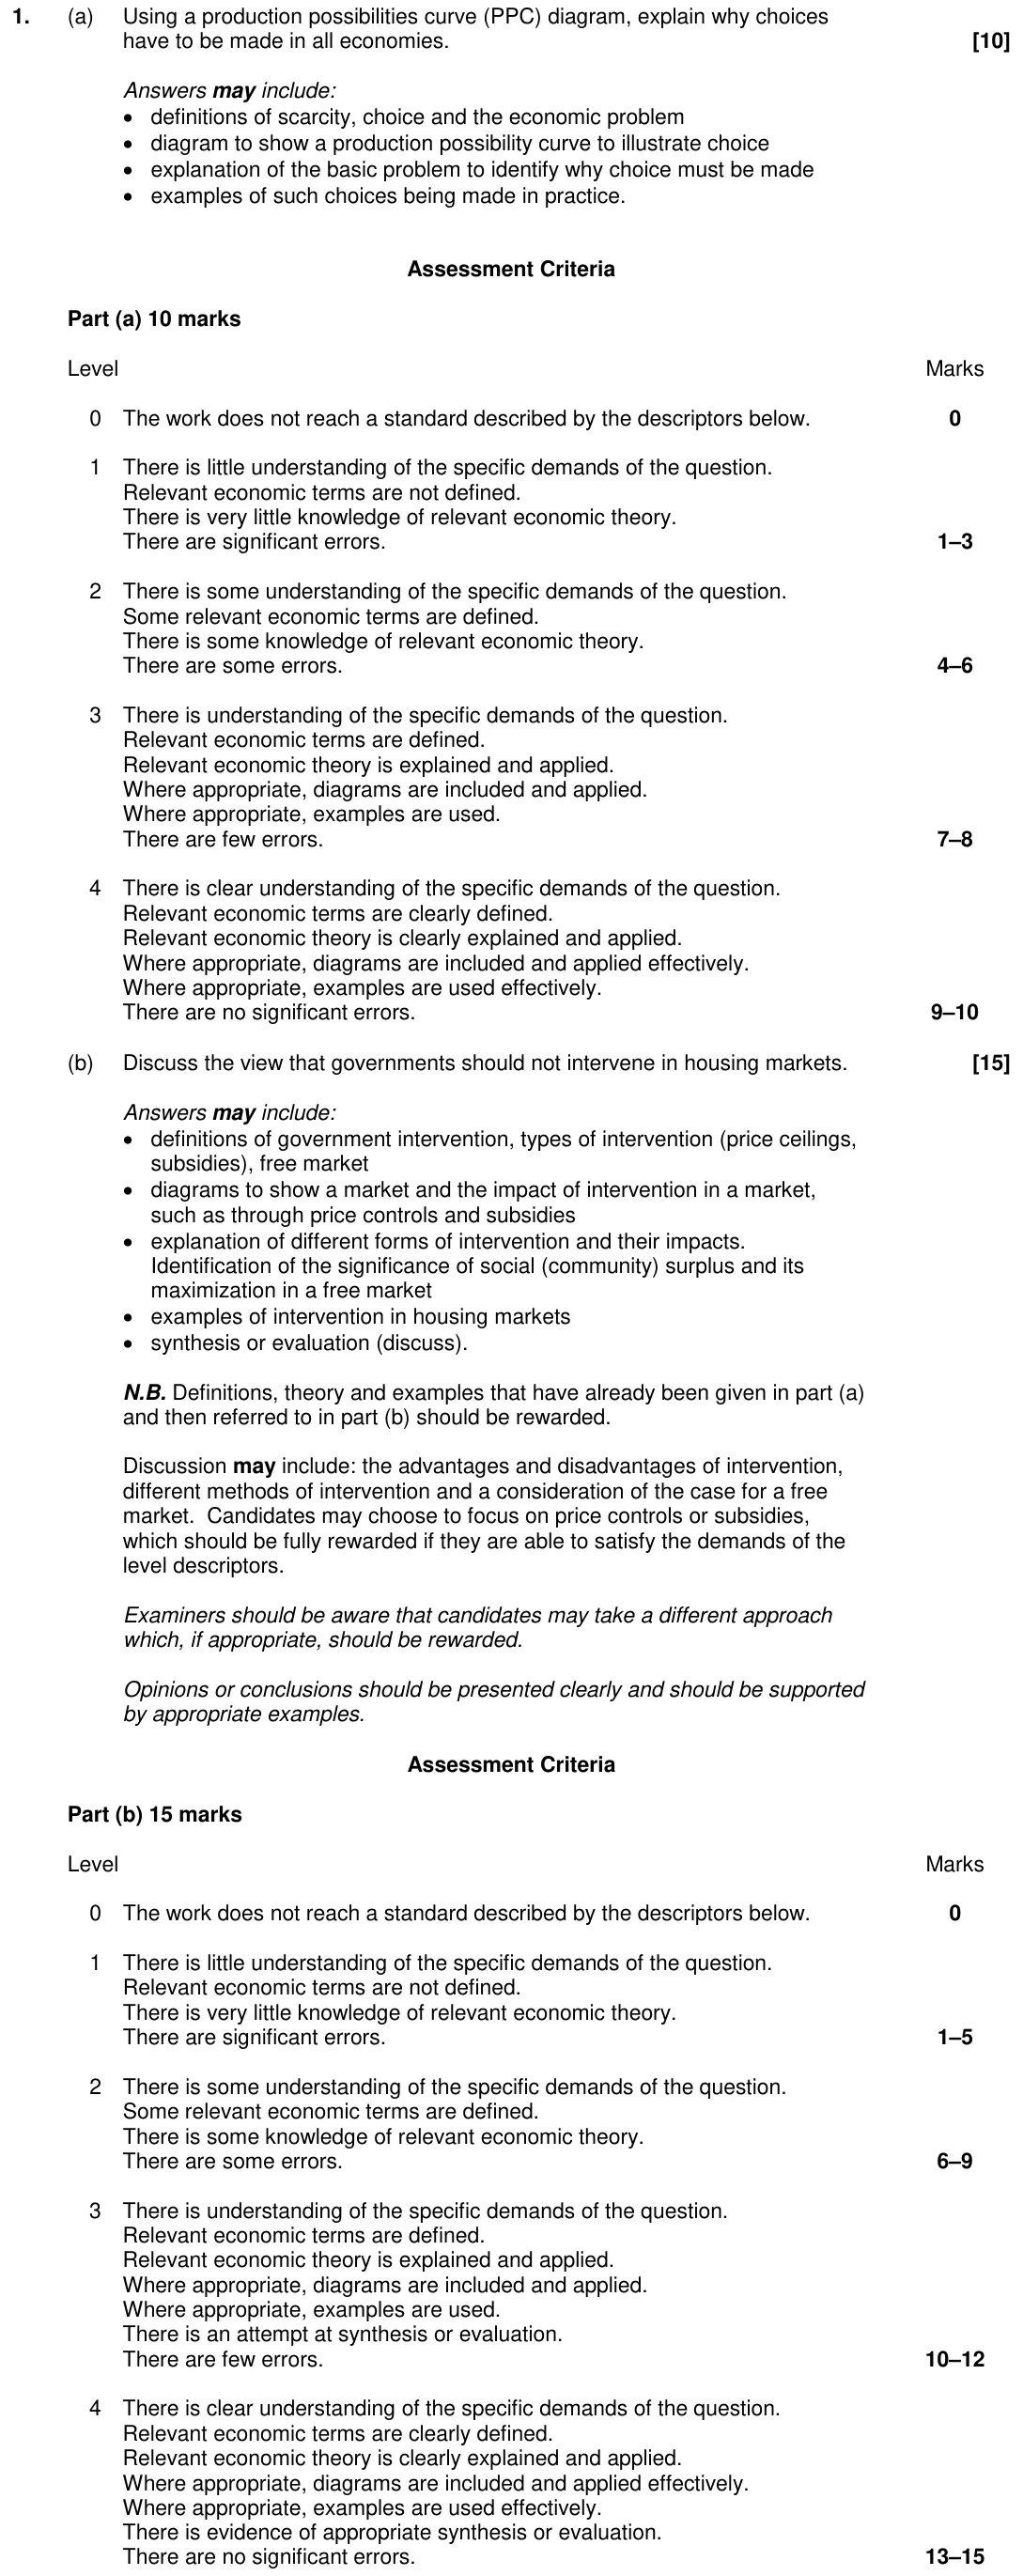 1. (a) Using a production possibilities curve (PPC) diagram, explain why choices
have to be made in all economies. [10]
Answers may include:
• definitions of scarcity, choice and the economic problem
• diagram to show a production possibility curve to illustrate choice
• explanation of the basic problem to identify why choice must be made
• examples of such choices being made in practice.
Assessment Criteria
Part (a) 10 marks
Level Marks
0 The work does not reach a standard described by the descriptors below. 0
1 There is little understanding of the specific demands of the question.
Relevant economic terms are not defined.
There is very little knowledge of relevant economic theory.
There are significant errors. 1–3
2 There is some understanding of the specific demands of the question.
Some relevant economic terms are defined.
There is some knowledge of relevant economic theory.
There are some errors. 4–6
3 There is understanding of the specific demands of the question.
Relevant economic terms are defined.
Relevant economic theory is explained and applied.
Where appropriate, diagrams are included and applied.
Where appropriate, examples are used.
There are few errors. 7–8
4 There is clear understanding of the specific demands of the question.
Relevant economic terms are clearly defined.
Relevant economic theory is clearly explained and applied.
Where appropriate, diagrams are included and applied effectively.
Where appropriate, examples are used effectively.
There are no significant errors. 9–10
(b) Discuss the view that governments should not intervene in housing markets. [15]
Answers may include:
• definitions of government intervention, types of intervention (price ceilings,
subsidies), free market
• diagrams to show a market and the impact of intervention in a market,
such as through price controls and subsidies
• explanation of different forms of intervention and their impacts.
Identification of the significance of social (community) surplus and its
maximization in a free market
• examples of intervention in housing markets
• synthesis or evaluation (discuss).
N.B. Definitions, theory and examples that have already been given in part (a)
and then referred to in part (b) should be rewarded.
Discussion may include: the advantages and disadvantages of intervention,
different methods of intervention and a consideration of the case for a free
market. Candidates may choose to focus on price controls or subsidies,
which should be fully rewarded if they are able to satisfy the demands of the
level descriptors.
Examiners should be aware that candidates may take a different approach
which, if appropriate, should be rewarded.
Opinions or conclusions should be presented clearly and should be supported
by appropriate examples.
Assessment Criteria
Part (b) 15 marks
Level Marks
0 The work does not reach a standard described by the descriptors below. 0
1 There is little understanding of the specific demands of the question.
Relevant economic terms are not defined.
There is very little knowledge of relevant economic theory.
There are significant errors. 1–5
2 There is some understanding of the specific demands of the question.
Some relevant economic terms are defined.
There is some knowledge of relevant economic theory.
There are some errors. 6–9
3 There is understanding of the specific demands of the question.
Relevant economic terms are defined.
Relevant economic theory is explained and applied.
Where appropriate, diagrams are included and applied.
Where appropriate, examples are used.
There is an attempt at synthesis or evaluation.
There are few errors. 10–12
4 There is clear understanding of the specific demands of the question.
Relevant economic terms are clearly defined.
Relevant economic theory is clearly explained and applied.
Where appropriate, diagrams are included and applied effectively.
Where appropriate, examples are used effectively.
There is evidence of appropriate synthesis or evaluation.
There are no significant errors. 13–15